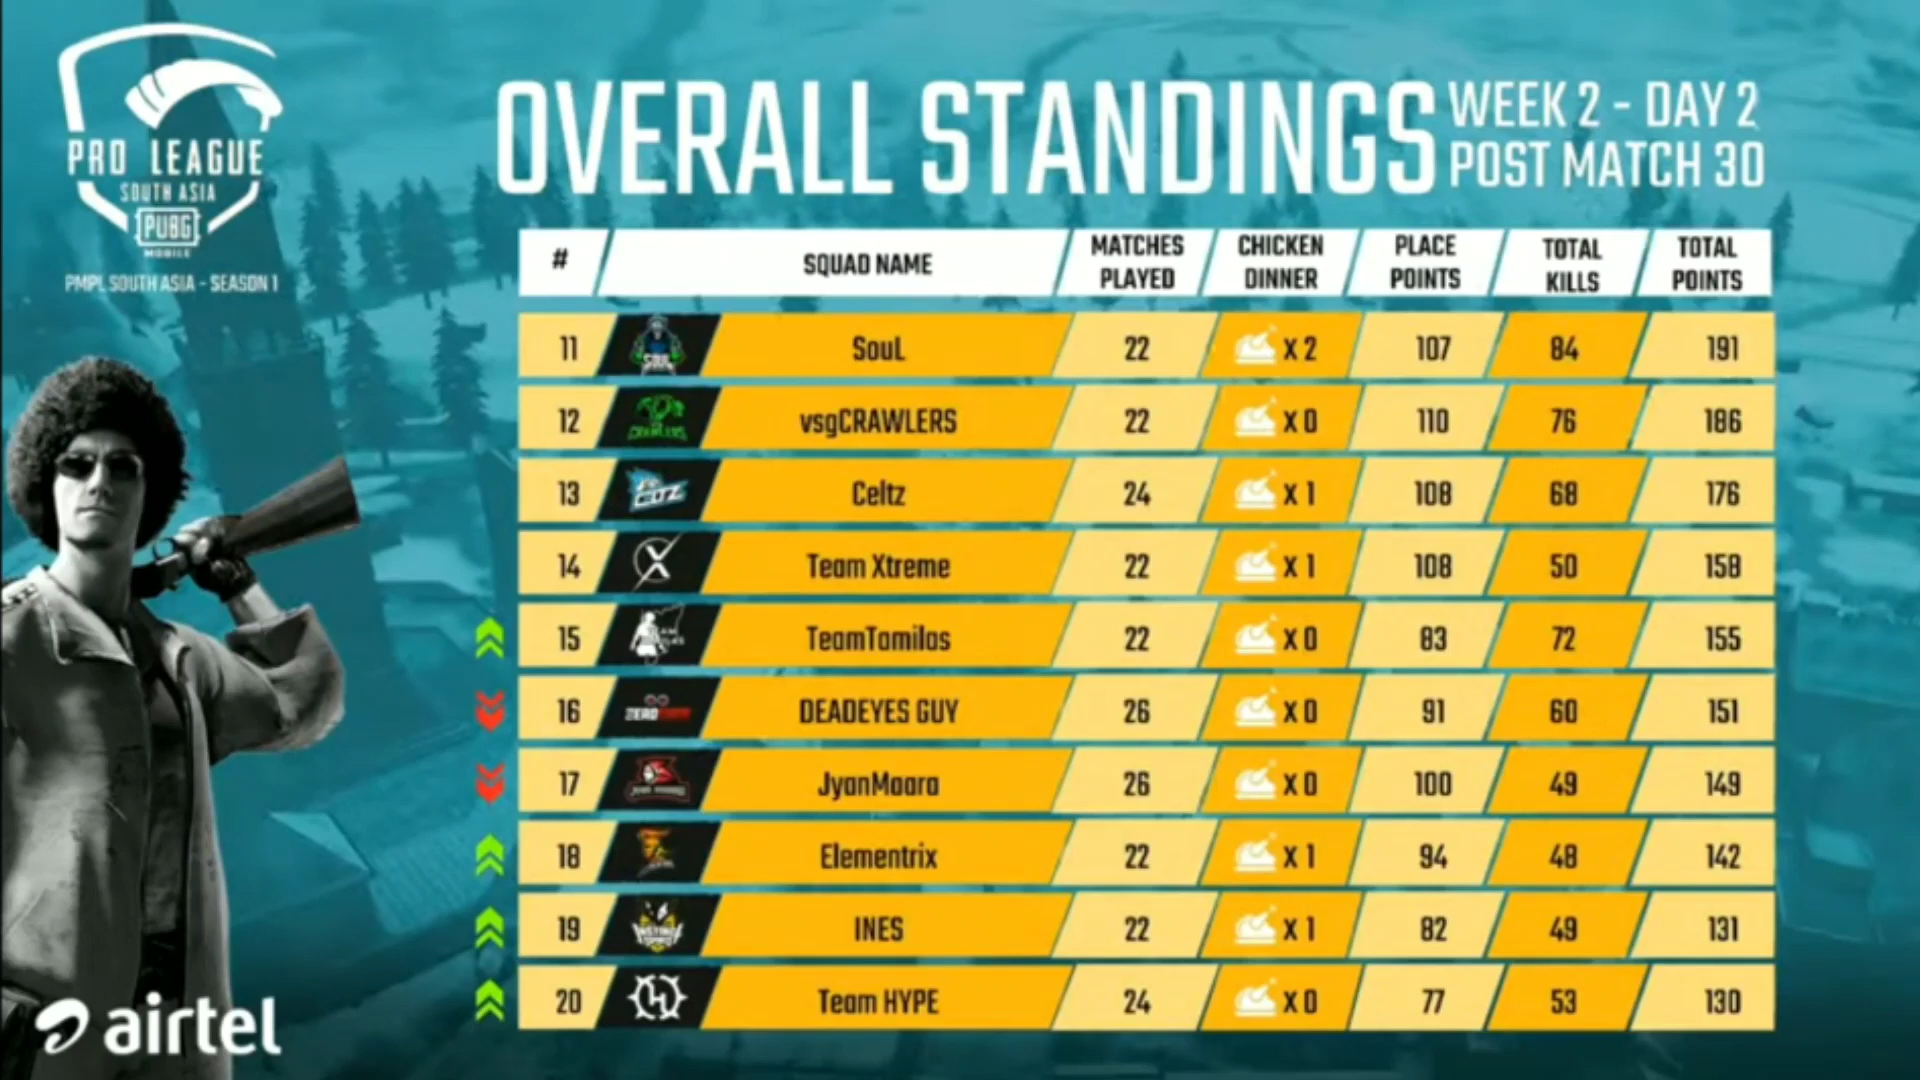 PRO LEAGUE
SOUTH ASIA
PUBG
MOBILE
PMPL SOUTH ASIA - SEASON 1
OVERALL STANDINGS
WEEK 2 - DAY 2
POST MATCH 30
# SQUAD NAME MATCHES PLAYED CHICKEN DINNER PLACE POINTS TOTAL KILLS TOTAL POINTS
11 SOUL SouL 22 X 2 107 84 191
12 CRAWLERS vsgCRAWLERS 22 X 0 110 76 186
13 CELTZ Celtz 24 X 1 108 68 176
14 X Team Xtreme 22 X 1 108 50 158
15 TeamTamilas 22 X 0 83 72 155
16 ZERO DEADEYES GUY 26 X 0 91 60 151
17 JyanMaara 26 X 0 100 49 149
18 Elementrix 22 X 1 94 48 142
19 INES 22 X 1 82 49 131
20 Team HYPE 24 X 0 77 53 130
airtel